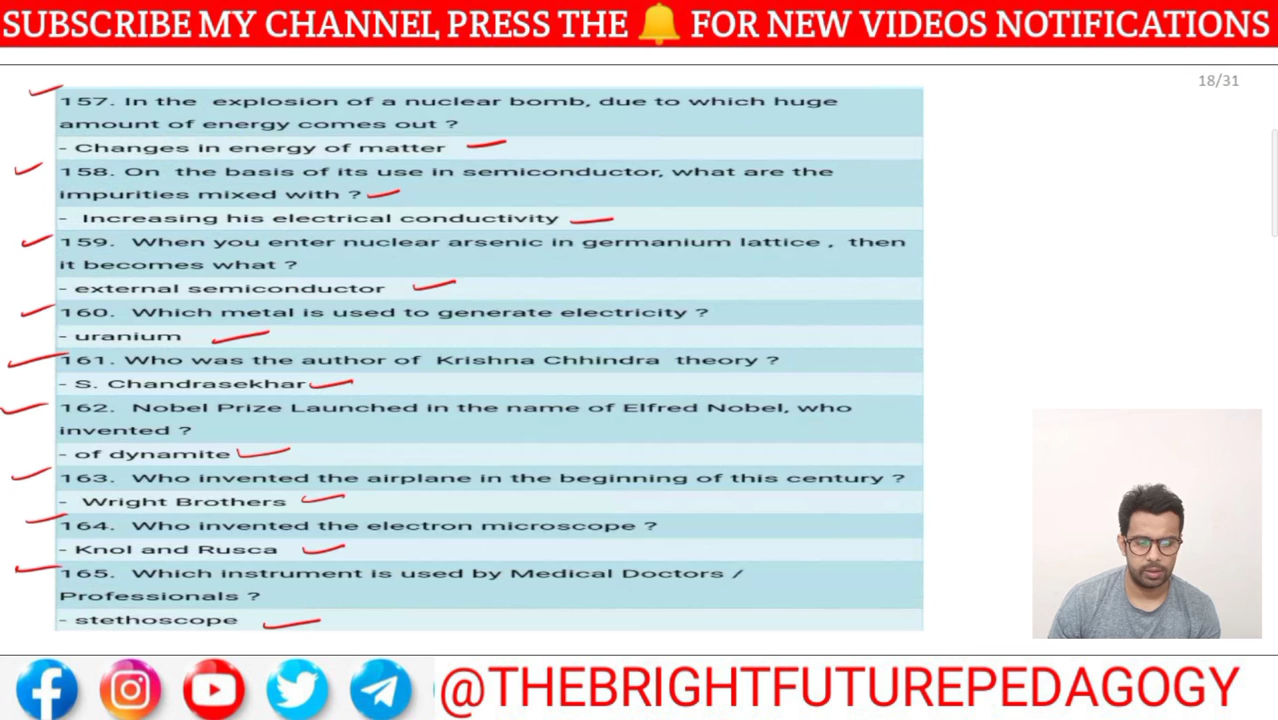 SUBSCRIBE MY CHANNEL, PRESS THE 🔔 FOR NEW VIDEOS NOTIFICATIONS
18/31
157. In the explosion of a nuclear bomb, due to which huge
amount of energy comes out ?
- Changes in energy of matter
158. On the basis of its use in semiconductor, what are the
impurities mixed with ?
- Increasing his electrical conductivity
159. When you enter nuclear arsenic in germanium lattice , then
it becomes what ?
- external semiconductor
160. Which metal is used to generate electricity ?
- uranium
161. Who was the author of Krishna Chhindra theory ?
- S. Chandrasekhar
162. Nobel Prize Launched in the name of Elfred Nobel, who
invented ?
- of dynamite
163. Who invented the airplane in the beginning of this century ?
- Wright Brothers
164. Who invented the electron microscope ?
- Knol and Rusca
165. Which instrument is used by Medical Doctors /
Professionals ?
- stethoscope
@THEBRIGHTFUTUREPEDAGOGY